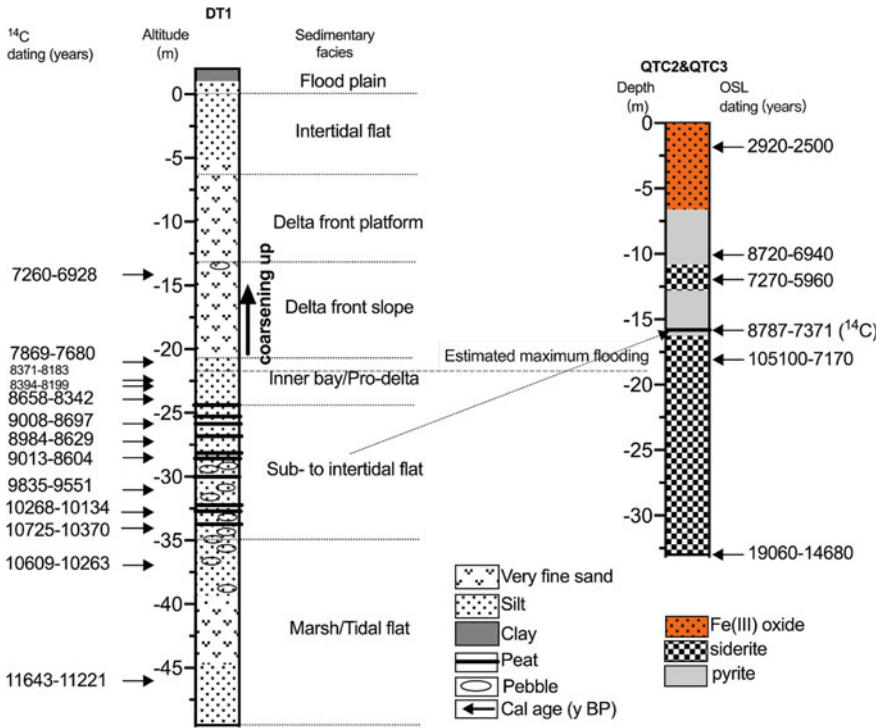 DT1
14C
dating (years)
Altitude
(m)
Sedimentary
facies
0
-5
-10
-15
-20
-25
-30
-35
-40
-45
7260-6928
7869-7680
8371-8183
8394-8199
8658-8342
9008-8697
8984-8629
9013-8604
9835-9551
10268-10134
10725-10370
10609-10263
11643-11221
Flood plain
Intertidal flat
Delta front platform
Delta front slope
Inner bay/Pro-delta
Sub- to intertidal flat
Marsh/Tidal flat
coarsening up
Estimated maximum flooding
Very fine sand
Silt
Clay
Peat
Pebble
Cal age (y BP)
QTC2&QTC3
Depth
(m)
OSL
dating (years)
0
-5
-10
-15
-20
-25
-30
2920-2500
8720-6940
7270-5960
8787-7371 (14C)
105100-7170
19060-14680
Fe(III) oxide
siderite
pyrite